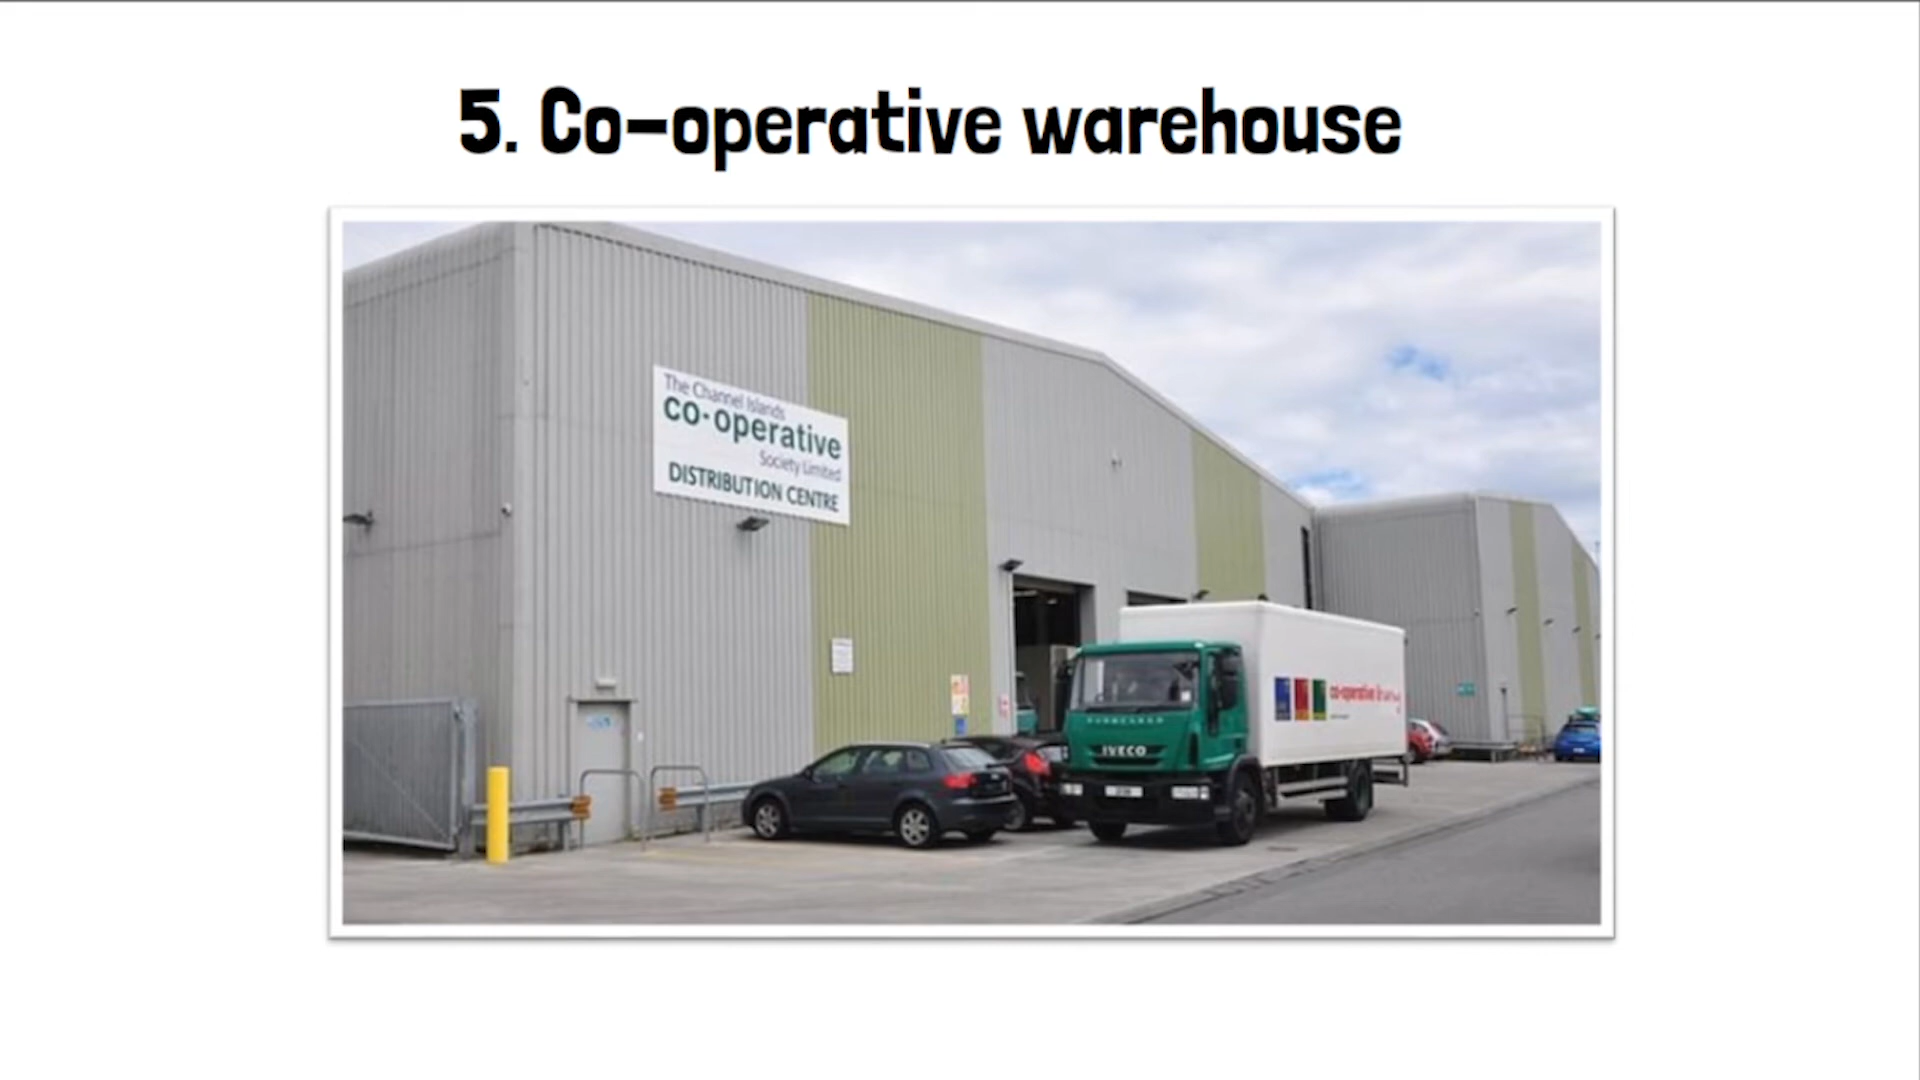 5. Co-operative warehouse
The Channel Islands
co-operative
Society Limited
DISTRIBUTION CENTRE
IVECO
co-operative